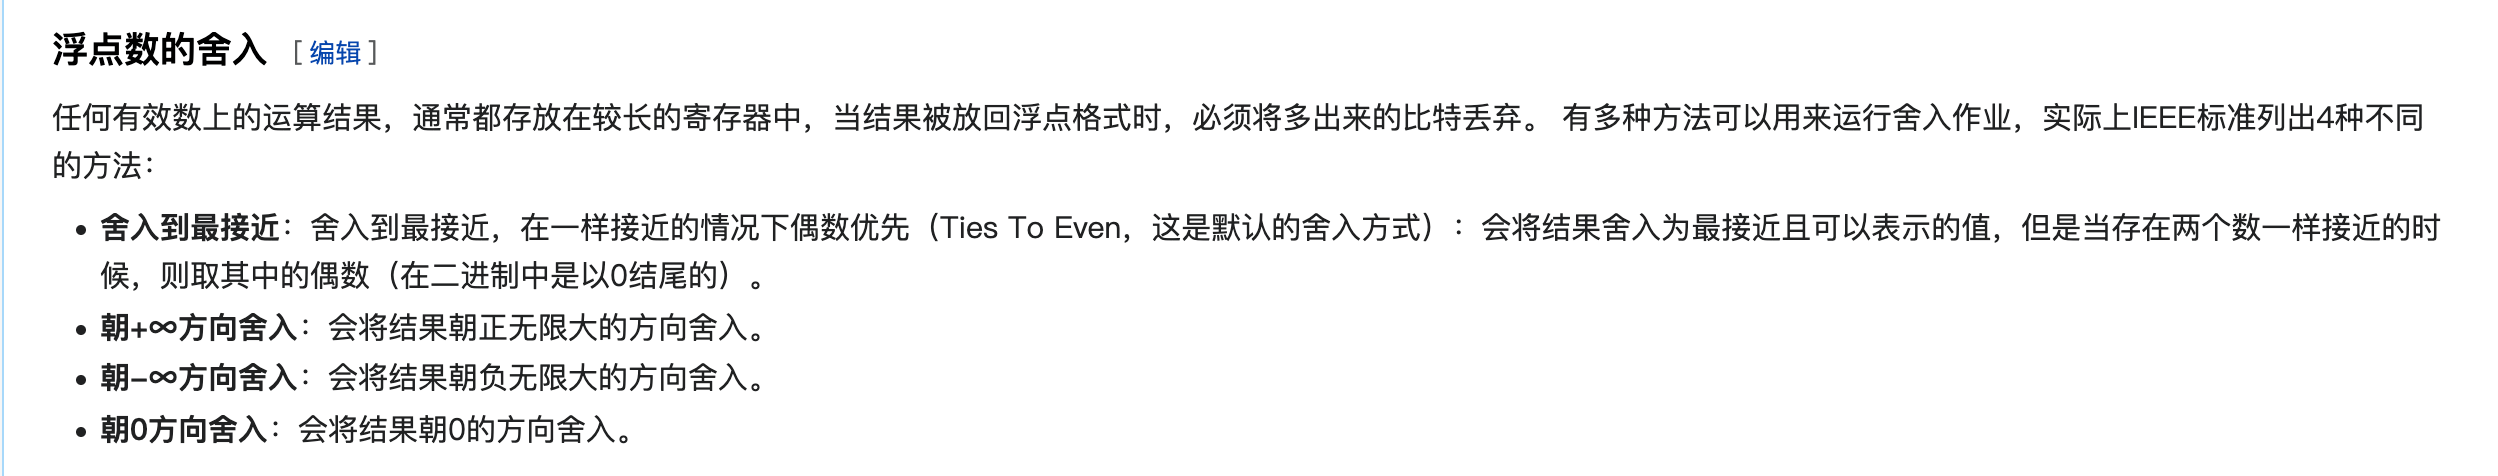 浮点数的舍入 [ 编辑 ]
任何有效数上的运算结果，通常都存放在较长的寄存器中，当结果被放回浮点格式时，必须将多出来的比特丢弃。 有多种方法可以用来运行舍入作业，实际上IEEE标准列出4种不同
的方法：
舍入到最接近：舍入至最接近，在一样接近的情况下偶数优先（Ties To Even，这是默认的舍入方式）：会将结果舍入为最接近且可以表示的值，但是当存在两个数一样接近的时
候，则取其中的偶数（在二进制中是以0结尾的）。
朝+∞方向舍入：会将结果朝正无限大的方向舍入。
朝-∞方向舍入：会将结果朝负无限大的方向舍入。
朝0方向舍入：会将结果朝0的方向舍入。